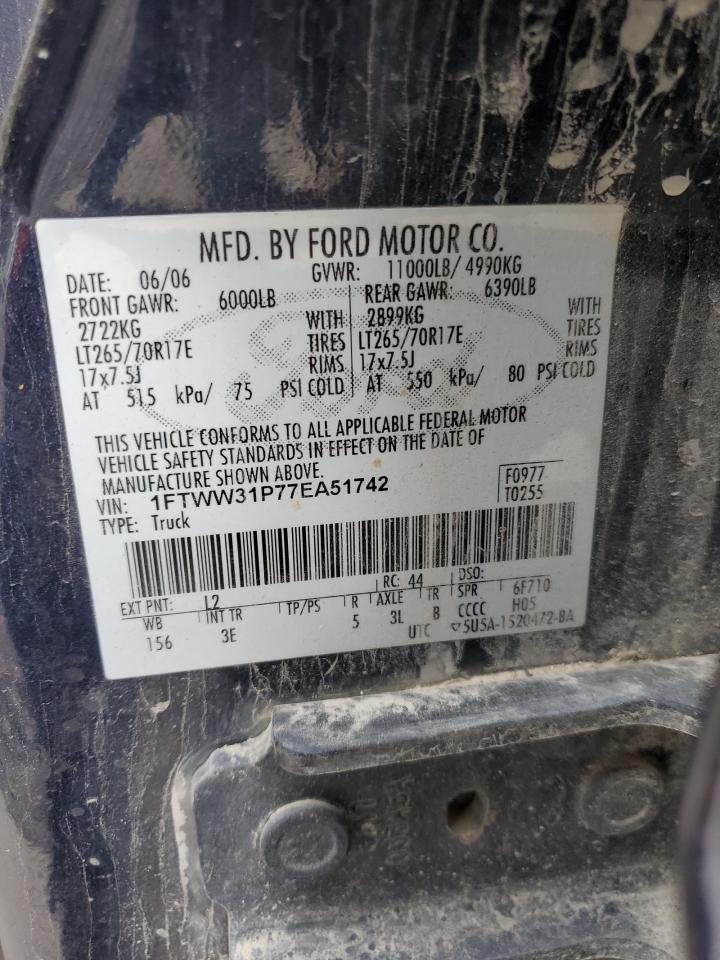 MFD. BY FORD MOTOR CO.
DATE: 06/06 GVWR: 11000LB/ 4990KG
FRONT GAWR: 6000LB REAR GAWR: 6390LB
2722KG WITH 2899KG WITH
LT265/70R17E TIRES LT265/70R17E TIRES
17x7.5J RIMS 17x7.5J RIMS
AT 515 kPa/ 75 PSI COLD AT 550 kPa/ 80 PSI COLD
THIS VEHICLE CONFORMS TO ALL APPLICABLE FEDERAL MOTOR
VEHICLE SAFETY STANDARDS IN EFFECT ON THE DATE OF
MANUFACTURE SHOWN ABOVE.
VIN: 1FTWW31P77EA51742 F0977
TYPE: Truck T0255
EXT PNT: L2 RC: 44 DSO:
WB INT TR TP/PS R AXLE TR SPR 6F710
156 3E 5 3L B CCCC H05
UTC ▽5U5A-1520472-BA